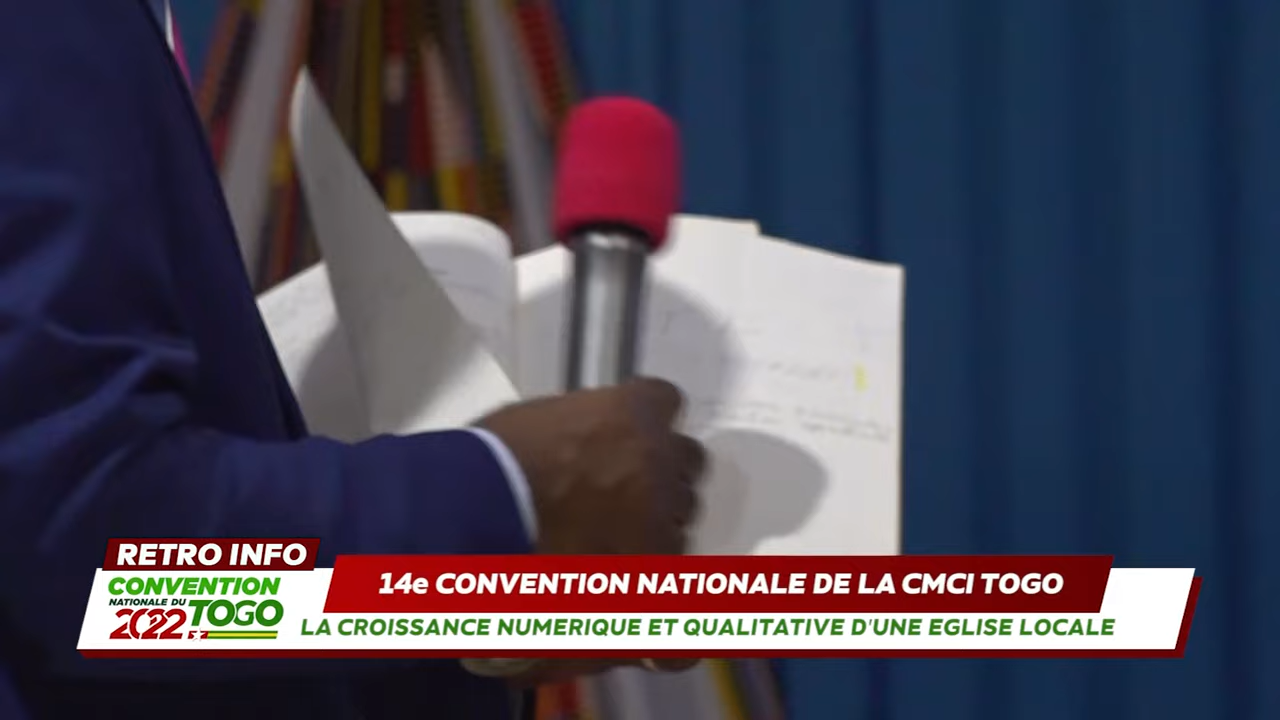 RETRO INFO
CONVENTION
NATIONALE DU
TOGO
2022
14e CONVENTION NATIONALE DE LA CMCI TOGO
LA CROISSANCE NUMERIQUE ET QUALITATIVE D'UNE EGLISE LOCALE